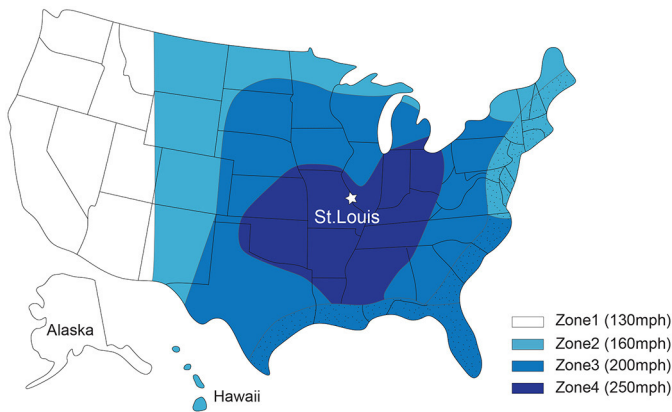 St.Louis
Alaska
Hawaii
Zone1 (130mph)
Zone2 (160mph)
Zone3 (200mph)
Zone4 (250mph)